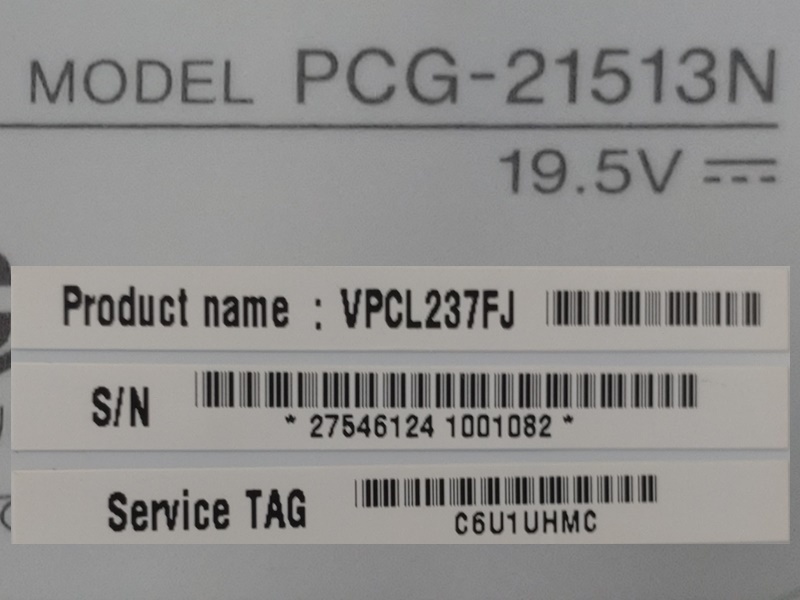 MODEL PCG-21513N
19.5V
Product name : VPCL237FJ
S/N
* 27546124 1001082 *
Service TAG
C6U1UHMC